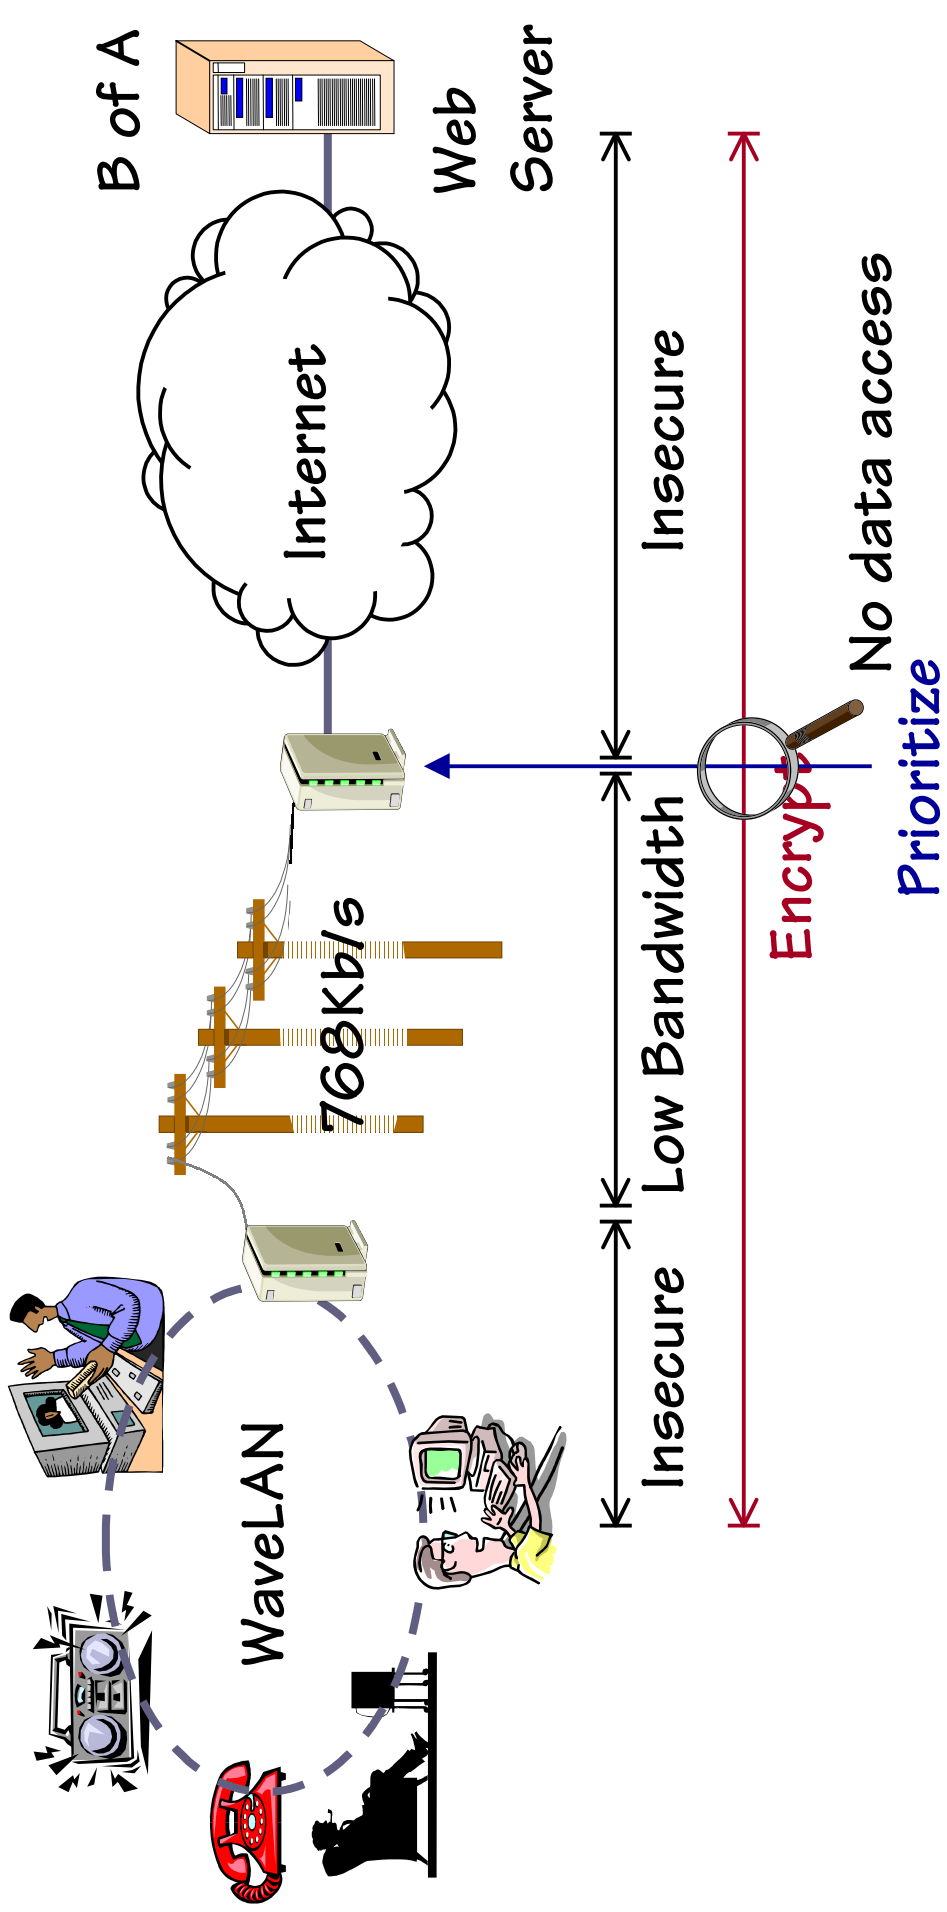 B of A
Web
Server
Internet
768Kb/s
WaveLAN
Insecure
Low Bandwidth
Insecure
Encrypt
No data access
Prioritize